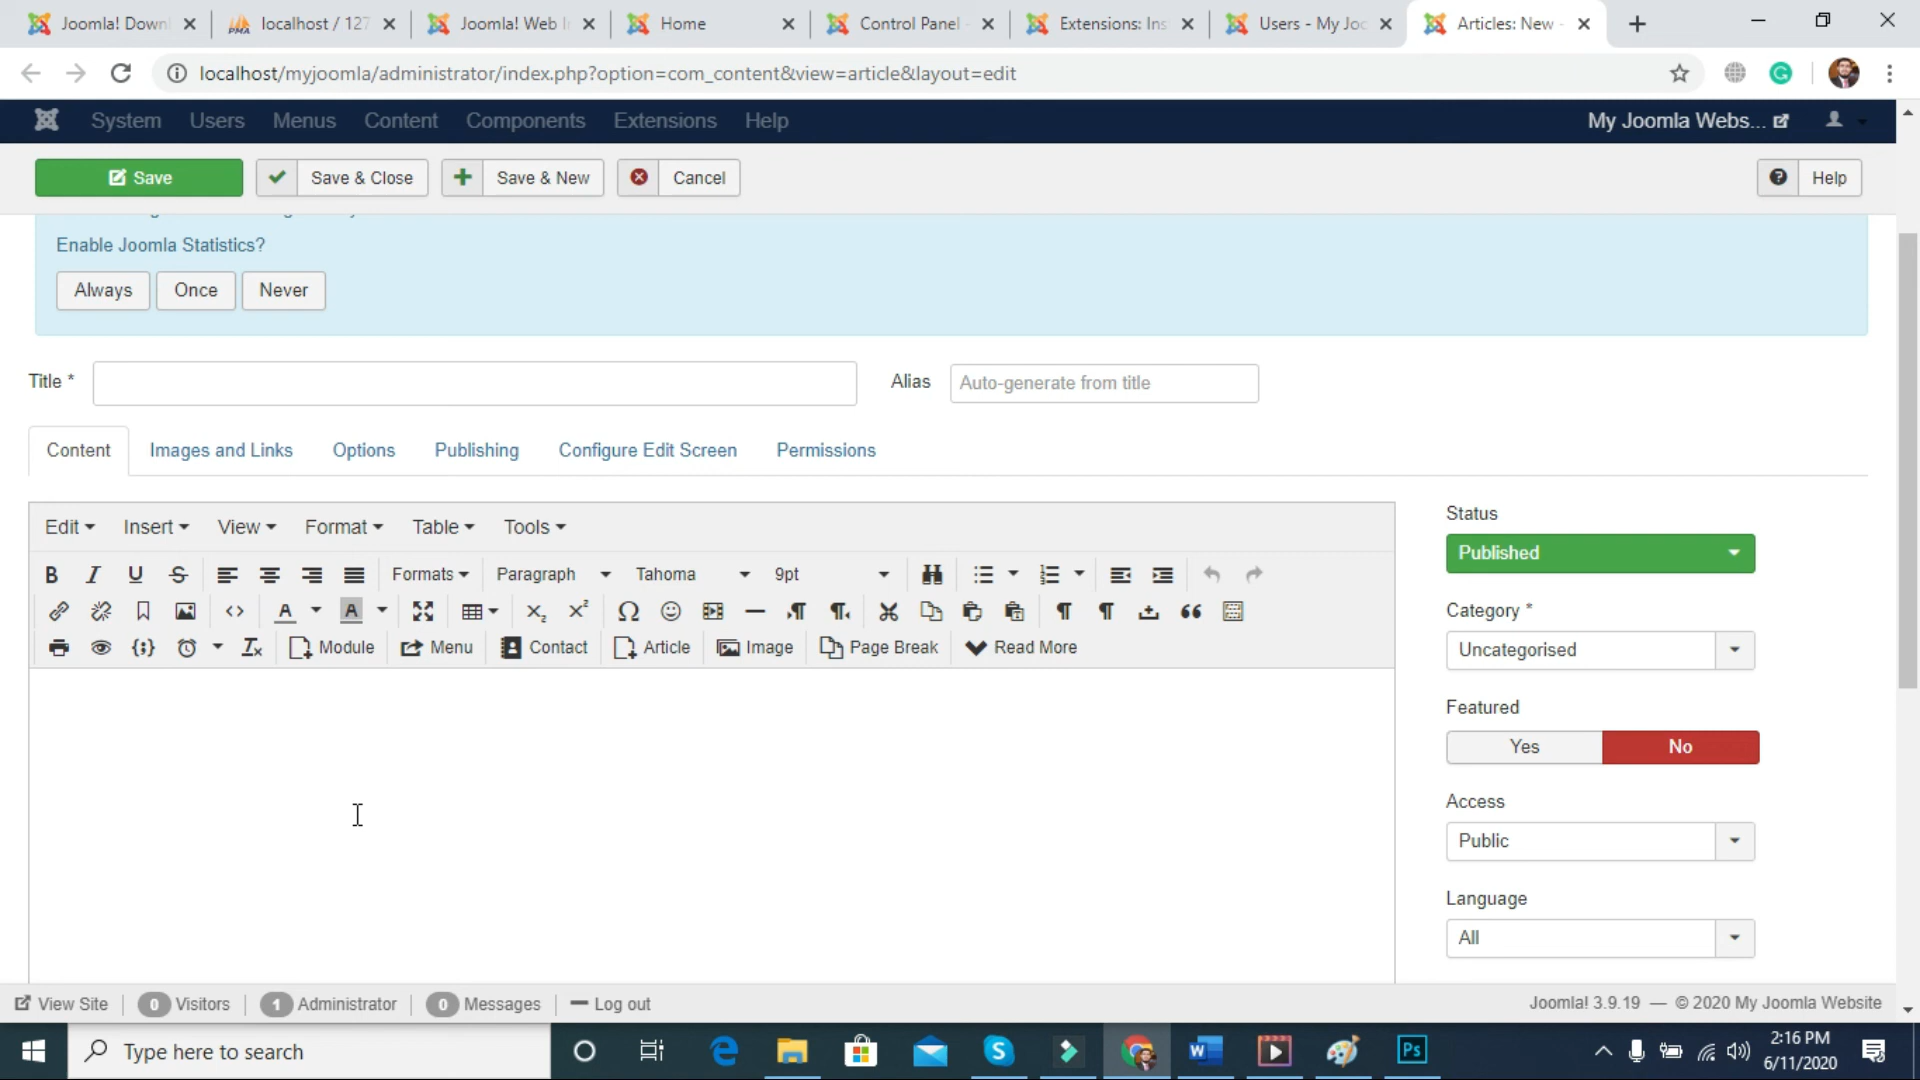 Joomla! Down
localhost / 127
Joomla! Web I
Home
Control Panel -
Extensions: Ins
Users - My Joo
Articles: New -
localhost/myjoomla/administrator/index.php?option=com_content&view=article&layout=edit
System Users Menus Content Components Extensions Help My Joomla Webs...
Save Save & Close Save & New Cancel Help
Enable Joomla Statistics?
Always Once Never
Title * Alias Auto-generate from title
Content Images and Links Options Publishing Configure Edit Screen Permissions
Edit Insert View Format Table Tools
B I U S Formats Paragraph Tahoma 9pt
Module Menu Contact Article Image Page Break Read More
Status
Published
Category *
Uncategorised
Featured
Yes No
Access
Public
Language
All
View Site 0 Visitors 1 Administrator 0 Messages Log out Joomla! 3.9.19 — © 2020 My Joomla Website
Type here to search
2:16 PM
6/11/2020